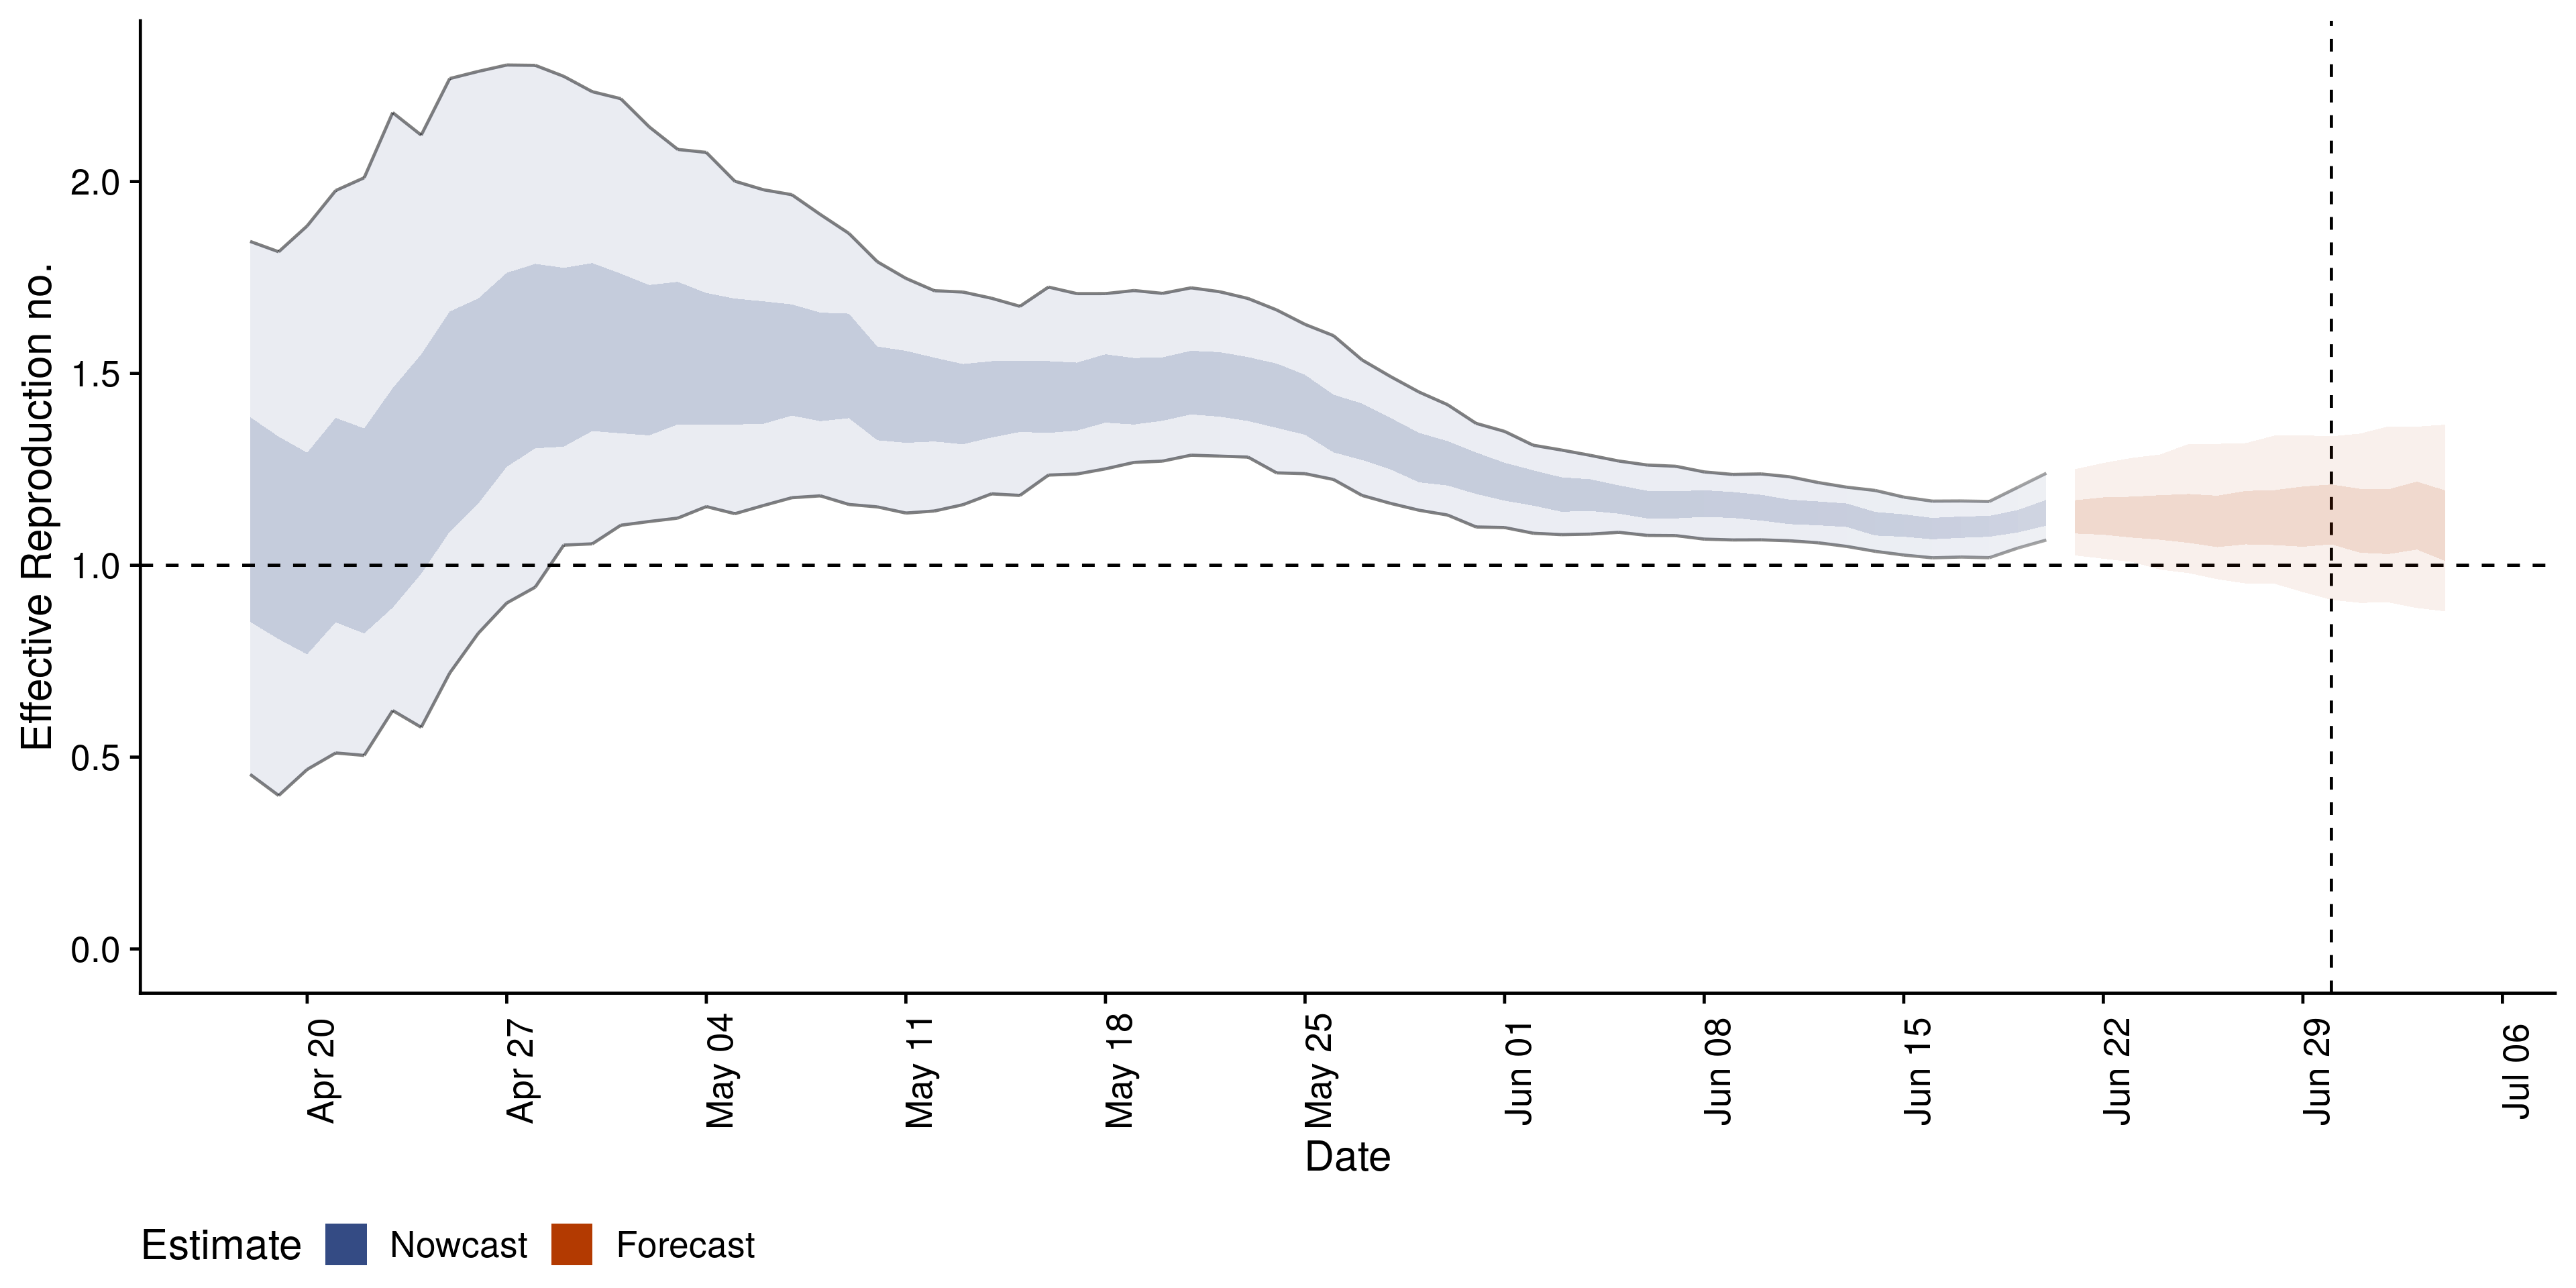 Effective Reproduction no.
2.0
1.5
1.0
0.5
0.0
Apr 20
Apr 27
May 04
May 11
May 18
May 25
Jun 01
Jun 08
Jun 15
Jun 22
Jun 29
Jul 06
Date
Estimate Nowcast Forecast